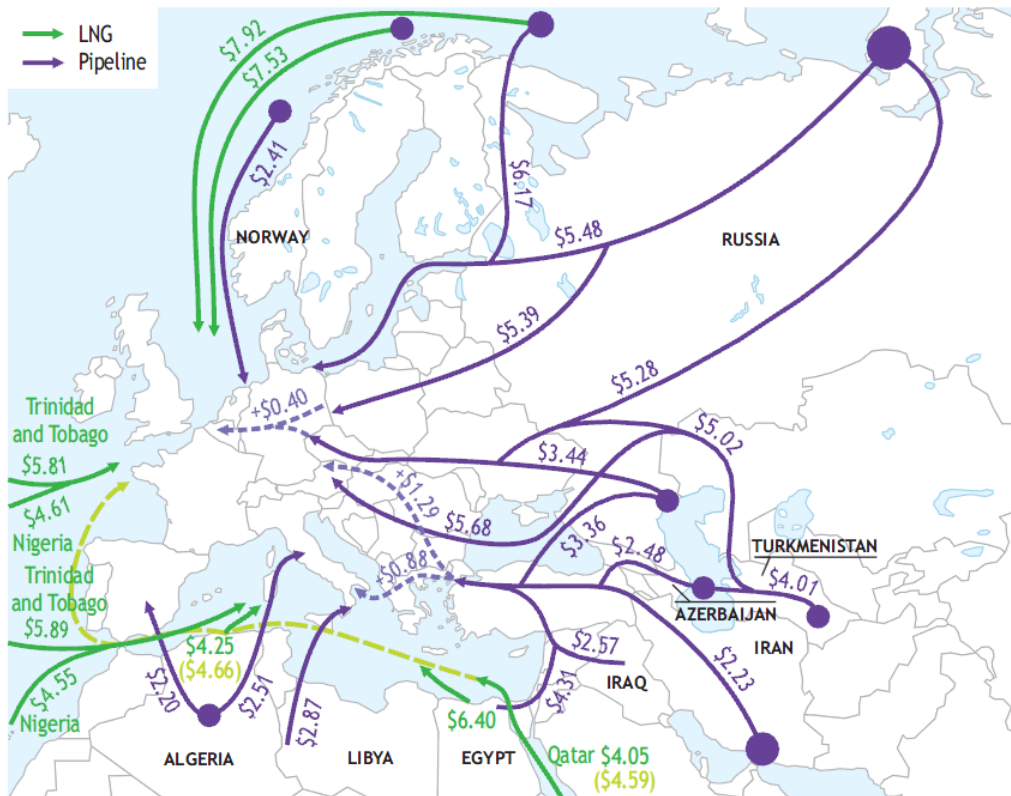 LNG
Pipeline
$7.92
$7.53
$2.41
$6.17
NORWAY
$5.48
RUSSIA
$5.39
$5.28
+$0.40
Trinidad
and Tobago
$5.81
$4.61
Nigeria
$5.02
$3.44
+$1.29
$5.68
$3.36
$2.48
TURKMENISTAN
$4.01
+$0.88
AZERBAIJAN
IRAN
Trinidad
and Tobago
$5.89
$4.25
($4.66)
$2.57
IRAQ
$2.23
$4.55
Nigeria
$2.20
$2.51
$2.87
$4.31
$6.40
ALGERIA
LIBYA
EGYPT
Qatar $4.05
($4.59)